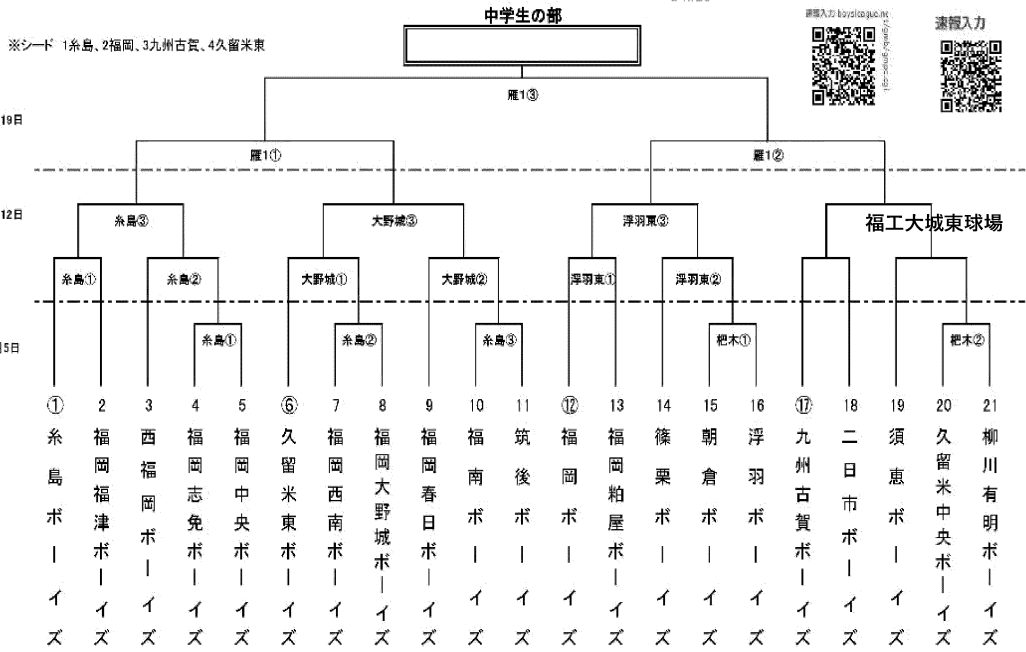 中学生の部
速報入力
速報入力
※シード 1糸島、2福岡、3九州古賀、4久留米東
雁1③
19日
雁1①
雁1②
12日
糸島③
大野城③
浮羽東③
福工大城東球場
糸島①
糸島②
大野城①
大野城②
浮羽東①
浮羽東②
5日
糸島①
糸島②
糸島③
杷木①
杷木②
① 糸島ボーイズ
2 福岡福津ボーイズ
3 西福岡ボーイズ
4 福岡志免ボーイズ
5 福岡中央ボーイズ
⑥ 久留米東ボーイズ
7 福岡西南ボーイズ
8 福岡大野城ボーイズ
9 福岡春日ボーイズ
10 福南ボーイズ
11 筑後ボーイズ
⑫ 福岡ボーイズ
13 福岡粕屋ボーイズ
14 篠栗ボーイズ
15 朝倉ボーイズ
16 浮羽ボーイズ
⑰ 九州古賀ボーイズ
18 二日市ボーイズ
19 須恵ボーイズ
20 久留米中央ボーイズ
21 柳川有明ボーイズ